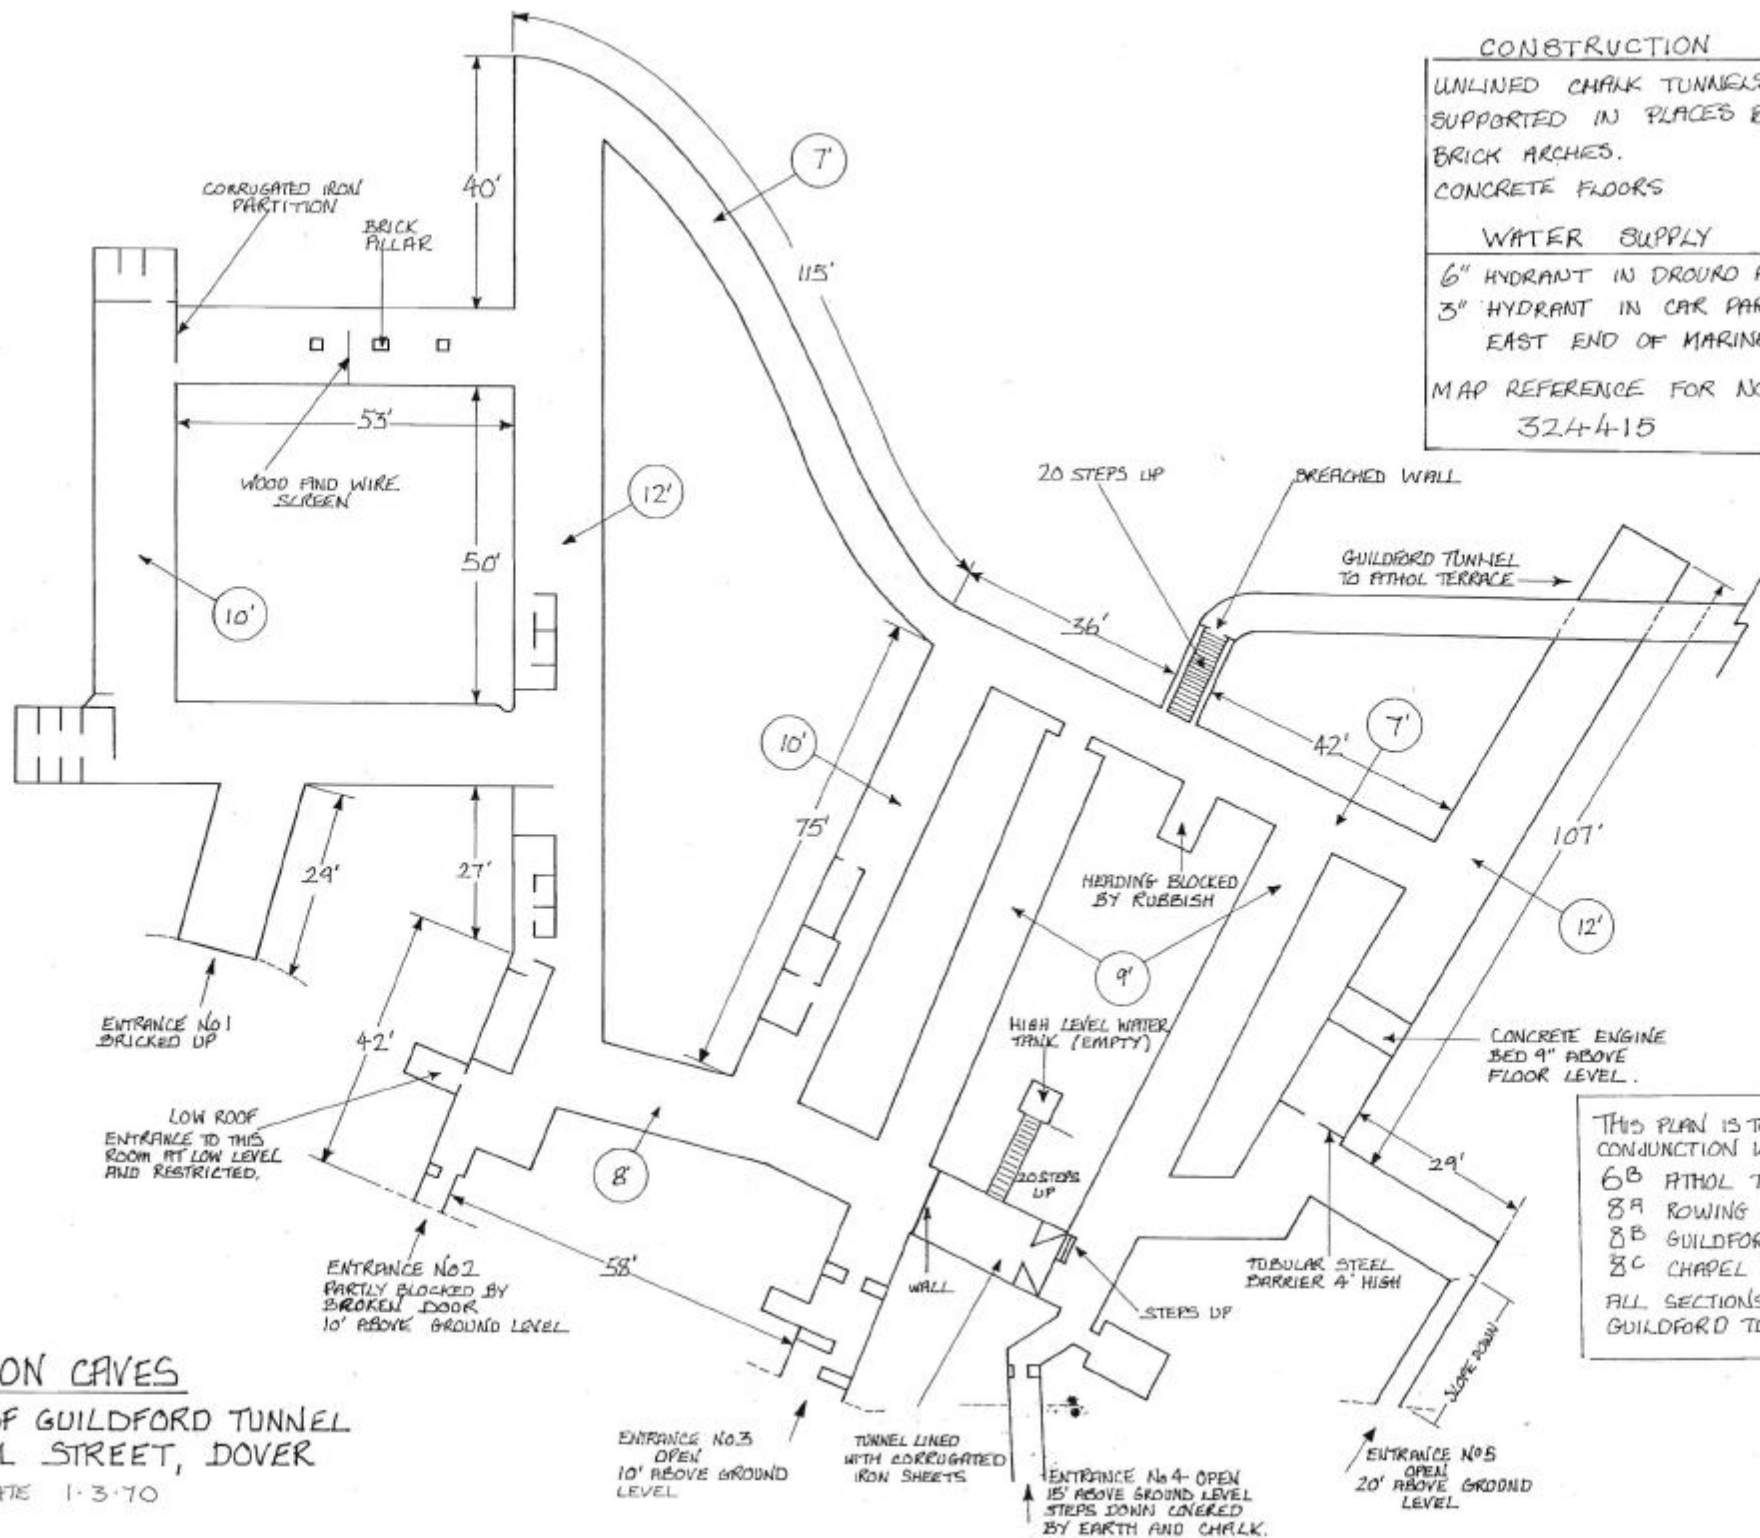 CONSTRUCTION
UNLINED CHALK TUNNELS
SUPPORTED IN PLACES B
BRICK ARCHES.
CONCRETE FLOORS
WATER SUPPLY
6" HYDRANT IN DROURO
3" HYDRANT IN CAR PAR
EAST END OF MARINE
MAP REFERENCE FOR NO
324415
7'
40'
CORRUGATED IRON
PARTITION
BRICK
PILLAR
115'
53'
WOOD AND WIRE
SCREEN
12'
50'
10'
20 STEPS UP
BREACHED WALL
GUILDFORD TUNNEL
TO ATHOL TERRACE
36'
42'
7'
10'
75'
107'
29'
27'
HEADING BLOCKED
BY RUBBISH
12'
9'
ENTRANCE No 1
BRICKED UP
42'
HIGH LEVEL WATER
TANK (EMPTY)
CONCRETE ENGINE
BED 9" ABOVE
FLOOR LEVEL.
LOW ROOF
ENTRANCE TO THIS
ROOM AT LOW LEVEL
AND RESTRICTED.
8'
20 STEPS
UP
29'
THIS PLAN IS T
CONJUNCTION
6B ATHOL T
8A ROWING
8B GUILDFOR
8C CHAPEL
ALL SECTIONS
GUILDFORD TU
ENTRANCE No 2
PARTLY BLOCKED BY
BROKEN DOOR
10' ABOVE GROUND LEVEL
58'
WALL
TUBULAR STEEL
BARRIER 4' HIGH
STEPS UP
SLOPE DOWN
ON CAVES
OF GUILDFORD TUNNEL
L STREET, DOVER
ATE 1·3·70
ENTRANCE No.3
OPEN
10' ABOVE GROUND
LEVEL
TUNNEL LINED
WITH CORRUGATED
IRON SHEETS
ENTRANCE No 4 OPEN
15' ABOVE GROUND LEVEL
STEPS DOWN COVERED
BY EARTH AND CHALK.
ENTRANCE No 5
OPEN
20' ABOVE GROUND
LEVEL